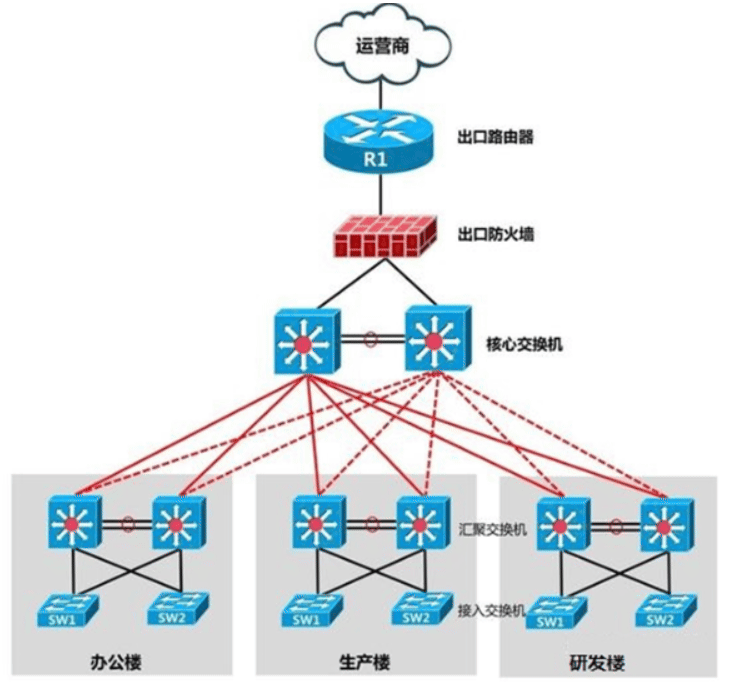 运营商
出口路由器
R1
出口防火墙
核心交换机
汇聚交换机
接入交换机
SW1
SW2
SW1
SW2
SW1
SW2
办公楼
生产楼
研发楼